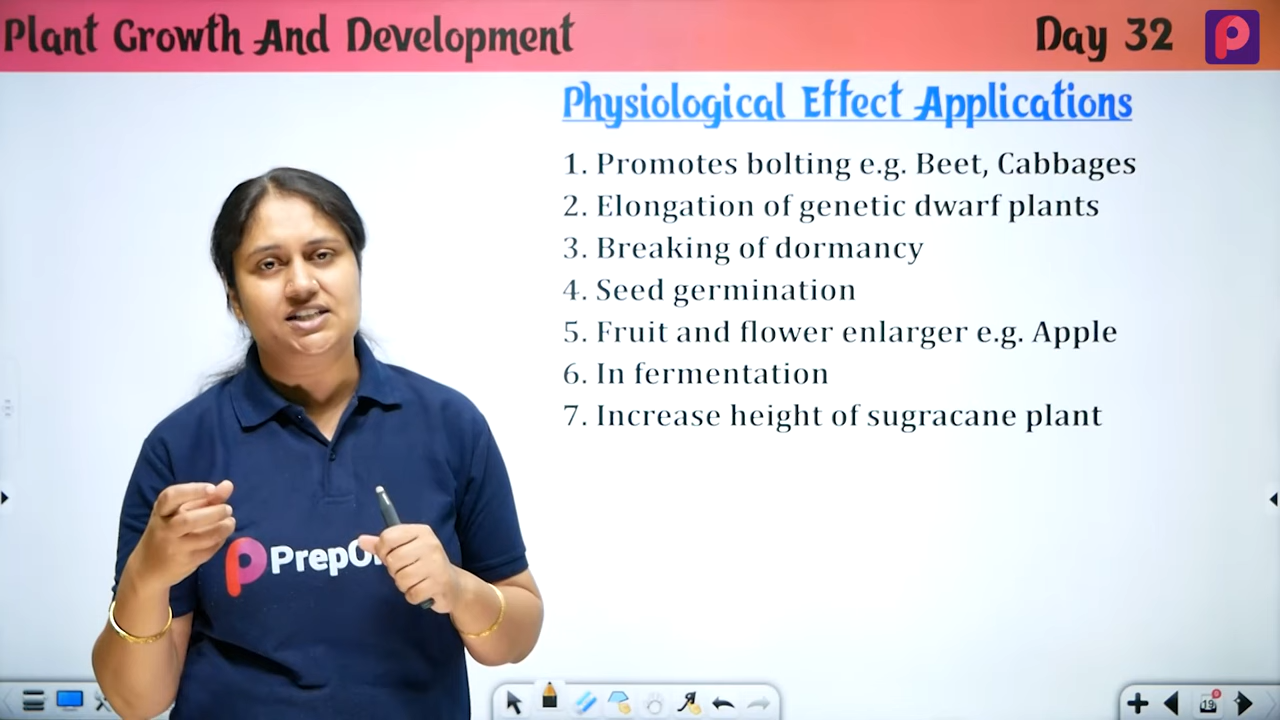 Plant Growth And Development
Day 32
Physiological Effect Applications
1. Promotes bolting e.g. Beet, Cabbages
2. Elongation of genetic dwarf plants
3. Breaking of dormancy
4. Seed germination
5. Fruit and flower enlarger e.g. Apple
6. In fermentation
7. Increase height of sugracane plant
19